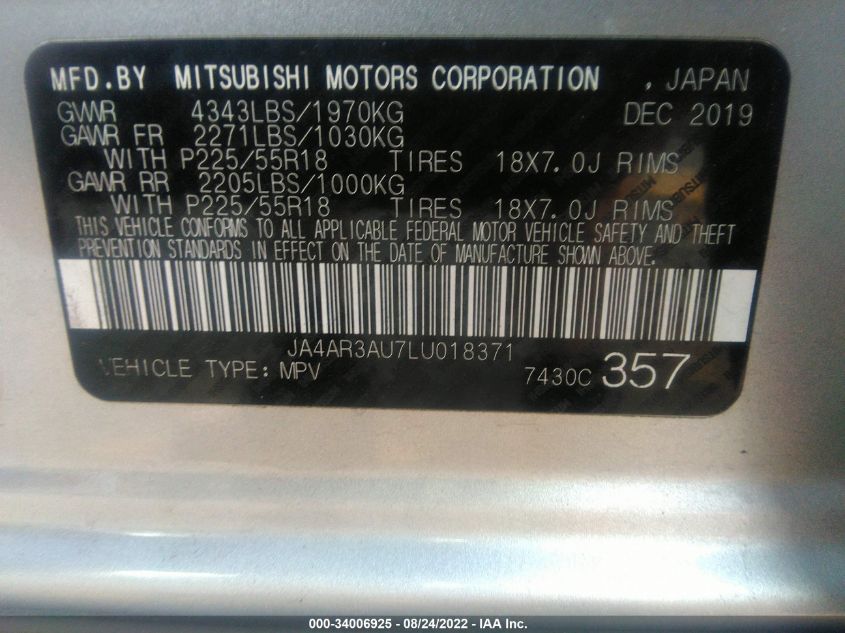 MFD.BY MITSUBISHI MOTORS CORPORATION , JAPAN
GVWR 4343LBS/1970KG DEC 2019
GAWR FR 2271LBS/1030KG
WITH P225/55R18 TIRES 18X7.0J RIMS
GAWR RR 2205LBS/1000KG
WITH P225/55R18 TIRES 18X7.0J RIMS
THIS VEHICLE CONFORMS TO ALL APPLICABLE FEDERAL MOTOR VEHICLE SAFETY AND THEFT
PREVENTION STANDARDS IN EFFECT ON THE DATE OF MANUFACTURE SHOWN ABOVE.
JA4AR3AU7LU018371
VEHICLE TYPE: MPV 7430C 357
000-34006925 - 08/24/2022 - IAA Inc.